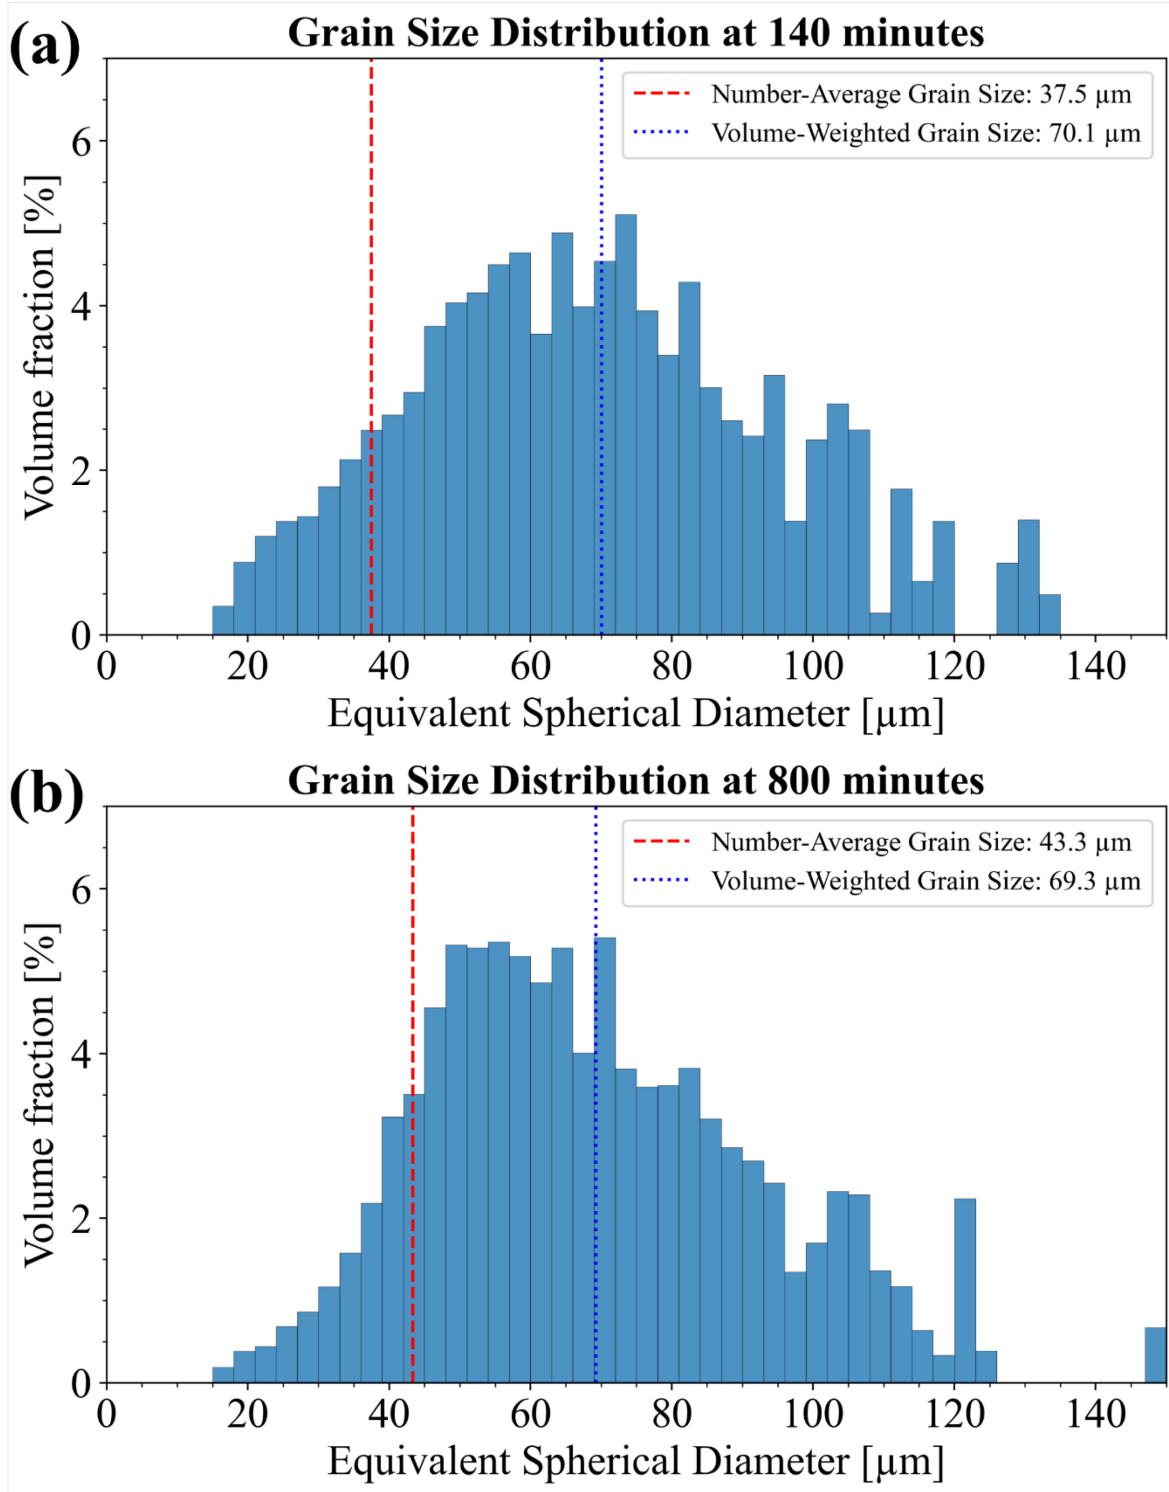 (a)
Grain Size Distribution at 140 minutes
Number-Average Grain Size: 37.5 µm
Volume-Weighted Grain Size: 70.1 µm
Volume fraction [%]
6
4
2
0
0 20 40 60 80 100 120 140
Equivalent Spherical Diameter [µm]
(b)
Grain Size Distribution at 800 minutes
Number-Average Grain Size: 43.3 µm
Volume-Weighted Grain Size: 69.3 µm
Volume fraction [%]
6
4
2
0
0 20 40 60 80 100 120 140
Equivalent Spherical Diameter [µm]